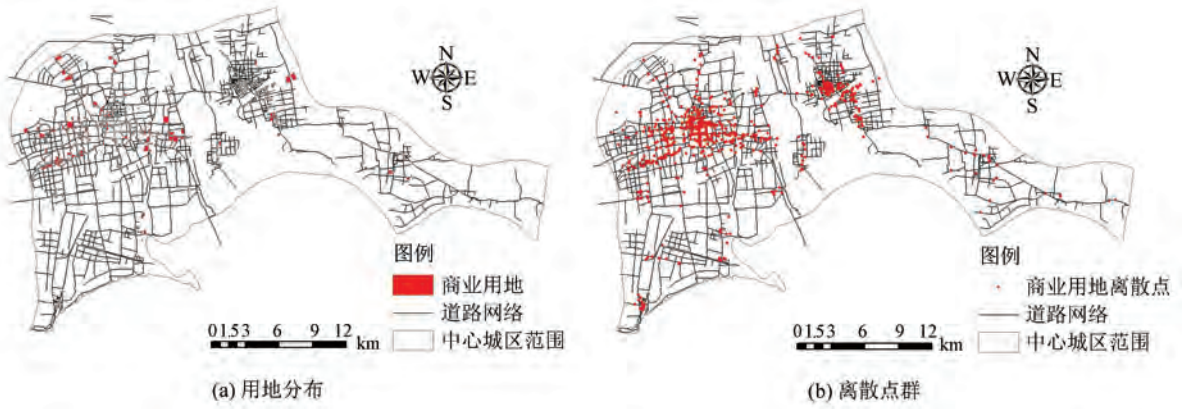 N
W E
S
图例
商业用地
道路网络
中心城区范围
0 1.5 3 6 9 12
km
(a) 用地分布
N
W E
S
图例
商业用地离散点
道路网络
中心城区范围
0 1.5 3 6 9 12
km
(b) 离散点群